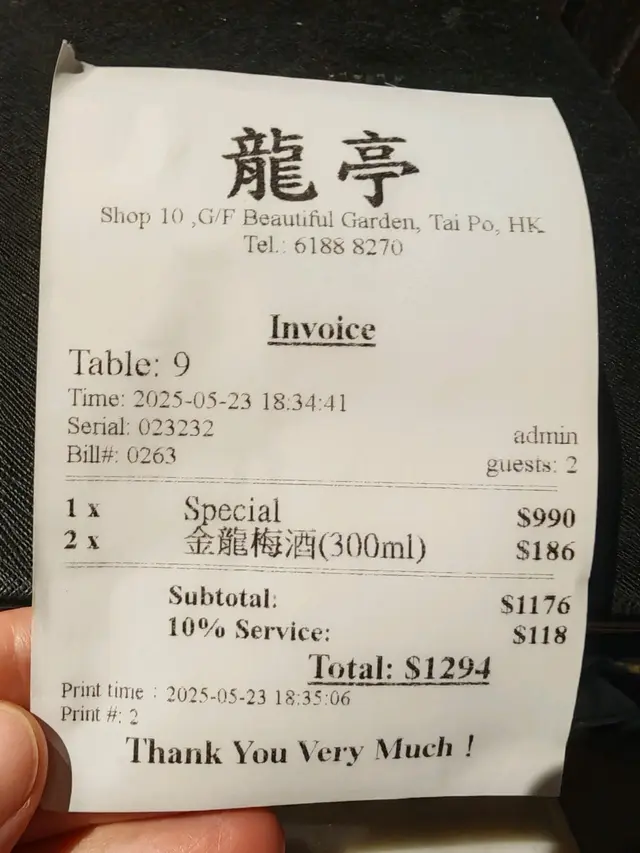 龍亭
Shop 10 ,G/F Beautiful Garden, Tai Po, HK
Tel.: 6188 8270
Invoice
Table: 9
Time: 2025-05-23 18:34:41
Serial: 023232 admin
Bill#: 0263 guests: 2
1 x Special $990
2 x 金龍梅酒(300ml) $186
Subtotal: $1176
10% Service: $118
Total: $1294
Print time : 2025-05-23 18:35:06
Print #: 2
Thank You Very Much !